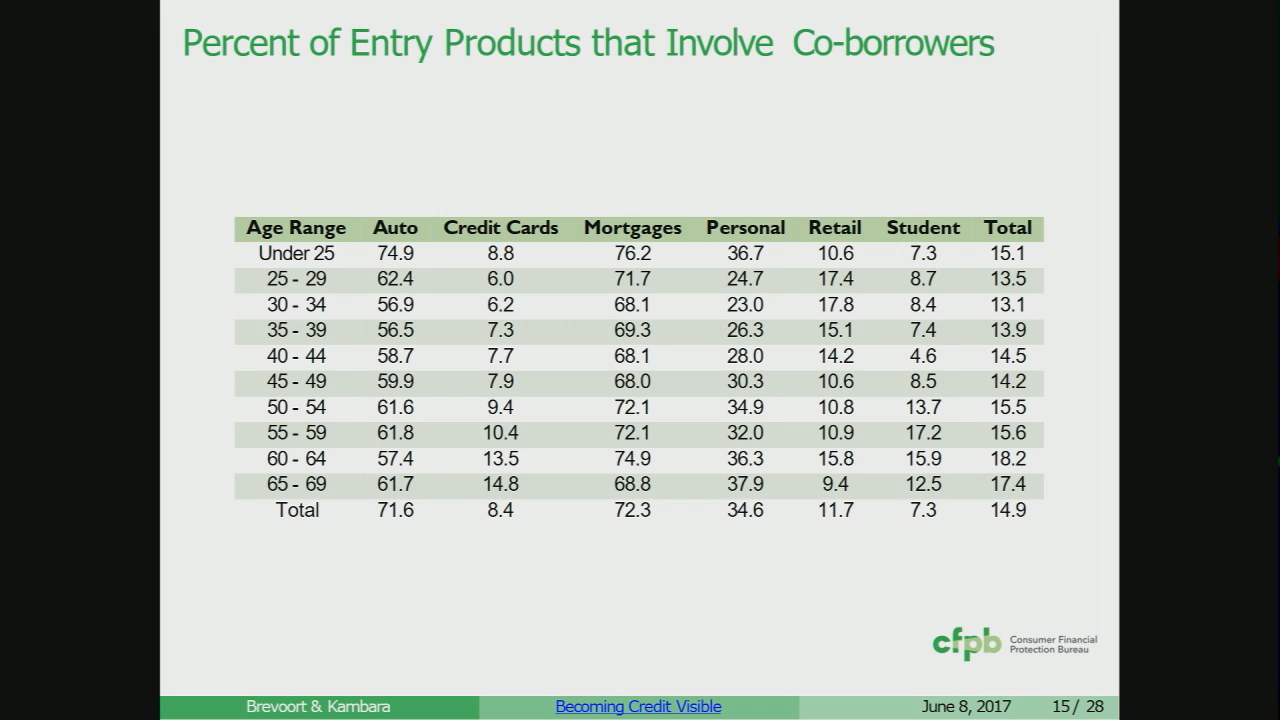 Percent of Entry Products that Involve Co-borrowers
Age Range Auto Credit Cards Mortgages Personal Retail Student Total
Under 25 74.9 8.8 76.2 36.7 10.6 7.3 15.1
25 - 29 62.4 6.0 71.7 24.7 17.4 8.7 13.5
30 - 34 56.9 6.2 68.1 23.0 17.8 8.4 13.1
35 - 39 56.5 7.3 69.3 26.3 15.1 7.4 13.9
40 - 44 58.7 7.7 68.1 28.0 14.2 4.6 14.5
45 - 49 59.9 7.9 68.0 30.3 10.6 8.5 14.2
50 - 54 61.6 9.4 72.1 34.9 10.8 13.7 15.5
55 - 59 61.8 10.4 72.1 32.0 10.9 17.2 15.6
60 - 64 57.4 13.5 74.9 36.3 15.8 15.9 18.2
65 - 69 61.7 14.8 68.8 37.9 9.4 12.5 17.4
Total 71.6 8.4 72.3 34.6 11.7 7.3 14.9
cfpb Consumer Financial
Protection Bureau
Brevoort & Kambara Becoming Credit Visible June 8, 2017 15 / 28